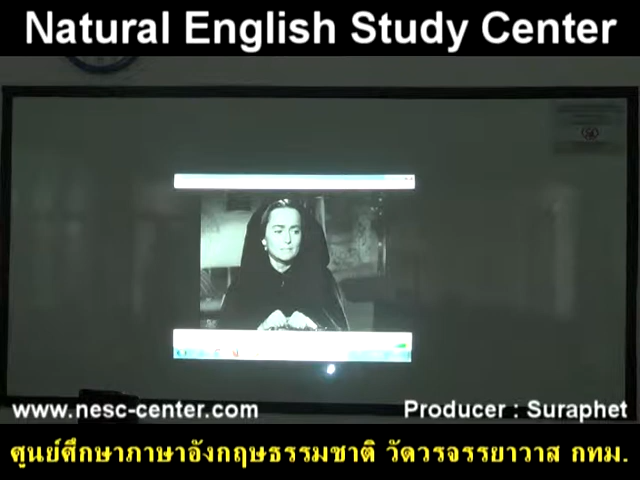 Natural English Study Center
www.nesc-center.com
Producer : Suraphet
ศูนย์ศึกษาภาษาอังกฤษธรรมชาติ วัดวรจรรยาวาส กทม.